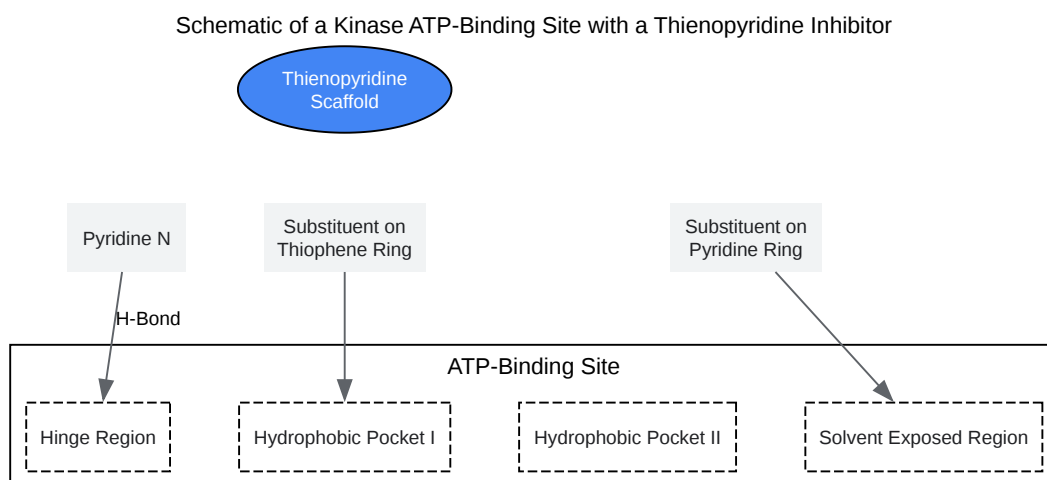 Schematic of a Kinase ATP-Binding Site with a Thienopyridine Inhibitor
Thienopyridine
Scaffold
Pyridine N
Substituent on
Thiophene Ring
Substituent on
Pyridine Ring
H-Bond
ATP-Binding Site
Hinge Region
Hydrophobic Pocket I
Hydrophobic Pocket II
Solvent Exposed Region